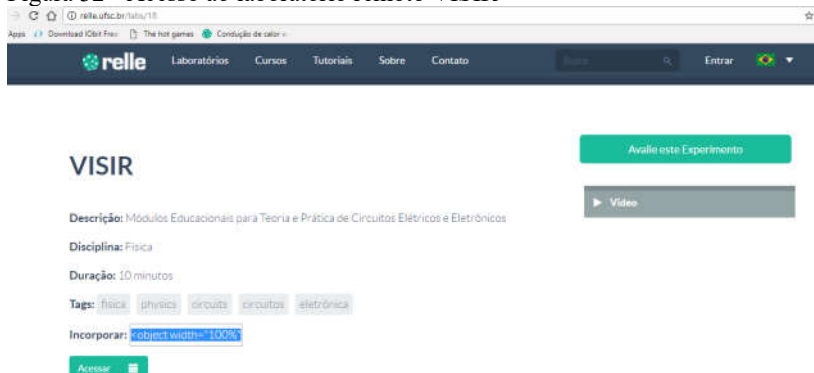 relle.ufsc.br/labs/18
Apps Download IObit Free The hot games Condução de calor e
relle Laboratórios Cursos Tutoriais Sobre Contato Entrar
Avalie este Experimento
VISIR
Vídeo
Descrição: Módulos Educacionais para Teoria e Prática de Circuitos Elétricos e Eletrônicos
Disciplina: Física
Duração: 10 minutos
Tags: física physics circuits circuitos eletrônica
Incorporar: <object width="100%"
Acessar